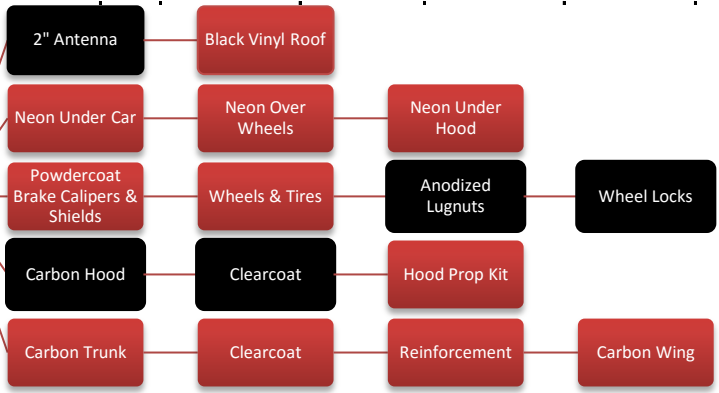 2" Antenna
Black Vinyl Roof
Neon Under Car
Neon Over
Wheels
Neon Under
Hood
Powdercoat
Brake Calipers &
Shields
Wheels & Tires
Anodized
Lugnuts
Wheel Locks
Carbon Hood
Clearcoat
Hood Prop Kit
Carbon Trunk
Clearcoat
Reinforcement
Carbon Wing